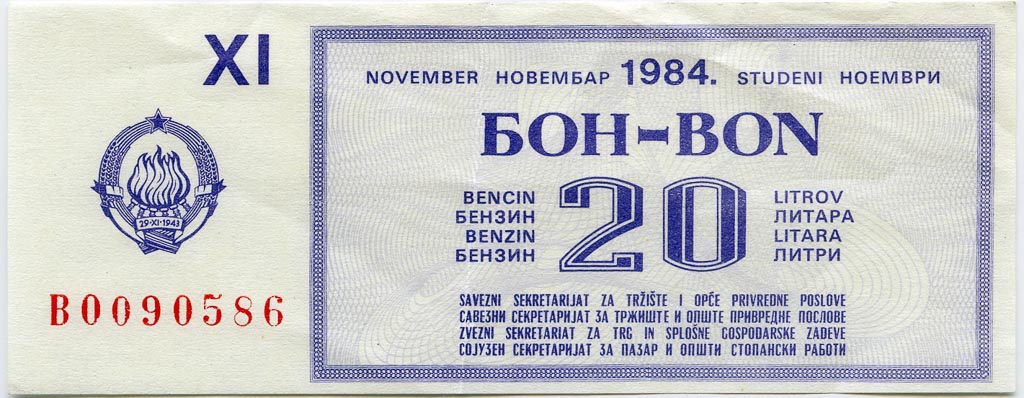 XI
29·XI·1943
B0090586
NOVEMBER НОВЕМБАР 1984. STUDENI НОЕМВРИ
БОН-BON
BENCIN
БЕНЗИН
BENZIN
БЕНЗИН
20
LITROV
ЛИТАРА
LITARA
ЛИТРИ
SAVEZNI SEKRETARIJAT ZA TRŽIŠTE I OPĆE PRIVREDNE POSLOVE
САВЕЗНИ СЕКРЕТАРИЈАТ ЗА ТРЖИШТЕ И ОПШТЕ ПРИВРЕДНЕ ПОСЛОВЕ
ZVEZNI SEKRETARIAT ZA TRG IN SPLOŠNE GOSPODARSKE ZADEVE
СОЈУЗЕН СЕКРЕТАРИЈАТ ЗА ПАЗАР И ОПШТИ СТОПАНСКИ РАБОТИ